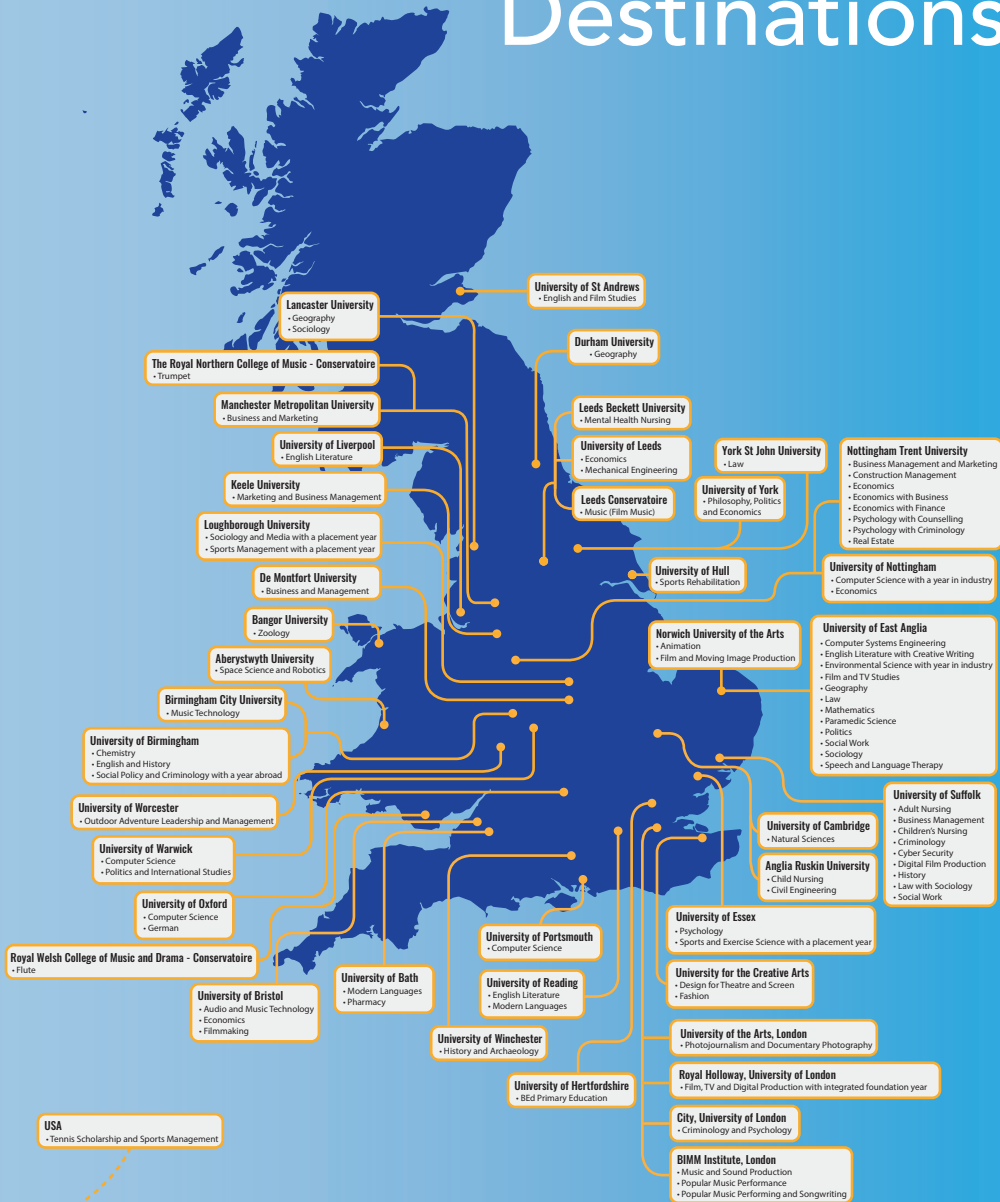 Destinations
University of St Andrews
• English and Film Studies
Lancaster University
• Geography
• Sociology
Durham University
• Geography
The Royal Northern College of Music - Conservatoire
• Trumpet
Manchester Metropolitan University
• Business and Marketing
Leeds Beckett University
• Mental Health Nursing
University of Liverpool
• English Literature
University of Leeds
• Economics
• Mechanical Engineering
York St John University
• Law
Nottingham Trent University
• Business Management and Marketing
• Construction Management
• Economics
• Economics with Business
• Economics with Finance
• Psychology with Counselling
• Psychology with Criminology
• Real Estate
Keele University
• Marketing and Business Management
Leeds Conservatoire
• Music (Film Music)
University of York
• Philosophy, Politics
and Economics
Loughborough University
• Sociology and Media with a placement year
• Sports Management with a placement year
University of Hull
• Sports Rehabilitation
University of Nottingham
• Computer Science with a year in industry
• Economics
De Montfort University
• Business and Management
Bangor University
• Zoology
Norwich University of the Arts
• Animation
• Film and Moving Image Production
University of East Anglia
• Computer Systems Engineering
• English Literature with Creative Writing
• Environmental Science with year in industry
• Film and TV Studies
• Geography
• Law
• Mathematics
• Paramedic Science
• Politics
• Social Work
• Sociology
• Speech and Language Therapy
Aberystwyth University
• Space Science and Robotics
Birmingham City University
• Music Technology
University of Birmingham
• Chemistry
• English and History
• Social Policy and Criminology with a year abroad
University of Worcester
• Outdoor Adventure Leadership and Management
University of Suffolk
• Adult Nursing
• Business Management
• Children's Nursing
• Criminology
• Cyber Security
• Digital Film Production
• History
• Law with Sociology
• Social Work
University of Cambridge
• Natural Sciences
University of Warwick
• Computer Science
• Politics and International Studies
Anglia Ruskin University
• Child Nursing
• Civil Engineering
University of Oxford
• Computer Science
• German
University of Essex
• Psychology
• Sports and Exercise Science with a placement year
University of Portsmouth
• Computer Science
Royal Welsh College of Music and Drama - Conservatoire
• Flute
University for the Creative Arts
• Design for Theatre and Screen
• Fashion
University of Bath
• Modern Languages
• Pharmacy
University of Reading
• English Literature
• Modern Languages
University of Bristol
• Audio and Music Technology
• Economics
• Filmmaking
University of Winchester
• History and Archaeology
University of the Arts, London
• Photojournalism and Documentary Photography
Royal Holloway, University of London
• Film, TV and Digital Production with integrated foundation year
University of Hertfordshire
• BEd Primary Education
City, University of London
• Criminology and Psychology
USA
• Tennis Scholarship and Sports Management
BIMM Institute, London
• Music and Sound Production
• Popular Music Performance
• Popular Music Performing and Songwriting